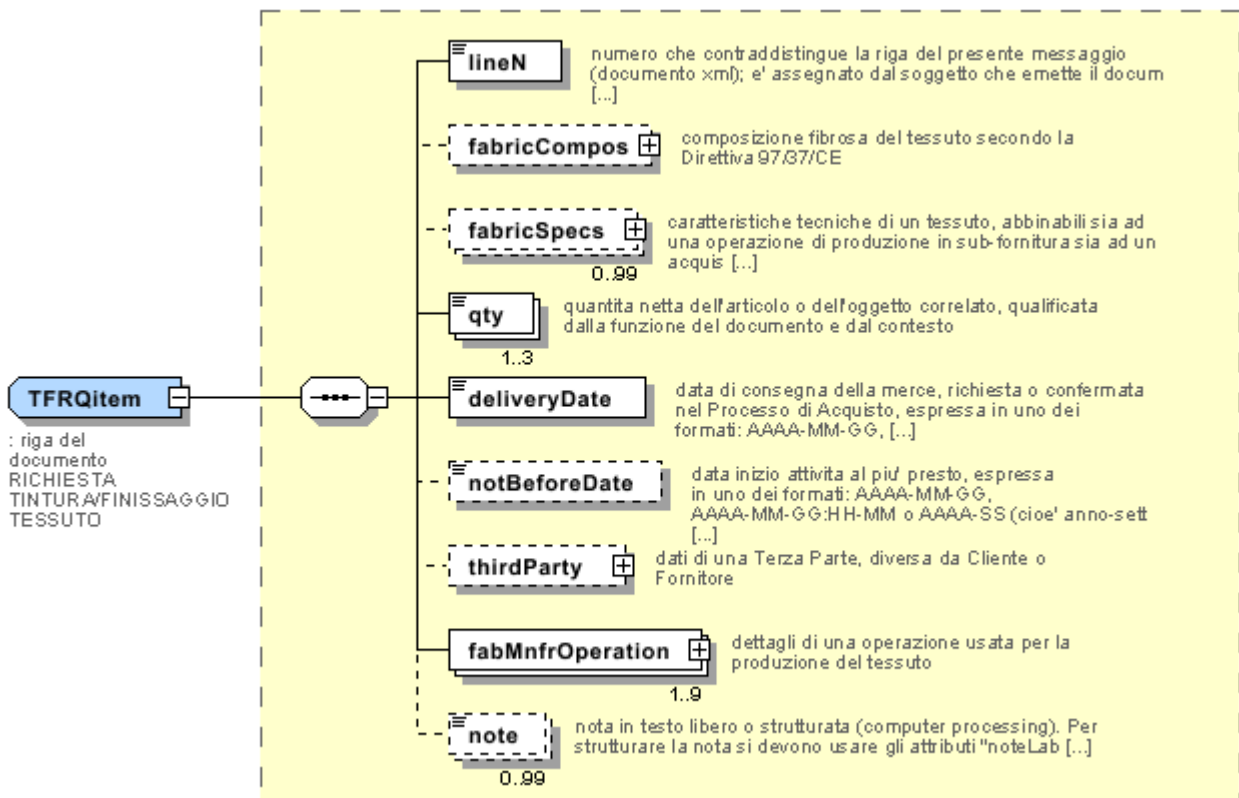 lineN
numero che contraddistingue la riga del presente messaggio
(documento xml); e' assegnato dal soggetto che emette il docum
[...]
fabricCompos
composizione fibrosa del tessuto secondo la
Direttiva 97/37/CE
fabricSpecs
0..99
caratteristiche tecniche di un tessuto, abbinabili sia ad
una operazione di produzione in sub-fornitura sia ad un
acquis [...]
qty
1..3
quantita netta dell'articolo o dell'oggetto correlato, qualificata
dalla funzione del documento e dal contesto
TFRQitem
: riga del
documento
RICHIESTA
TINTURA/FINISSAGGIO
TESSUTO
deliveryDate
data di consegna della merce, richiesta o confermata
nel Processo di Acquisto, espressa in uno dei
formati: AAAA-MM-GG, [...]
notBeforeDate
data inizio attivita al piu' presto, espressa
in uno dei formati: AAAA-MM-GG,
AAAA-MM-GG:HH-MM o AAAA-SS (cioe' anno-sett
[...]
thirdParty
dati di una Terza Parte, diversa da Cliente o
Fornitore
fabMnfrOperation
1..9
dettagli di una operazione usata per la
produzione del tessuto
note
0..99
nota in testo libero o strutturata (computer processing). Per
strutturare la nota si devono usare gli attributi "noteLab [...]